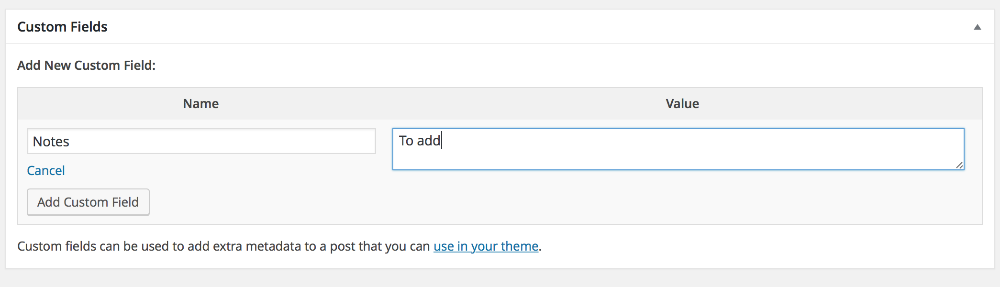 Custom Fields
Add New Custom Field:
Name Value
Notes To add
Cancel
Add Custom Field
Custom fields can be used to add extra metadata to a post that you can use in your theme.